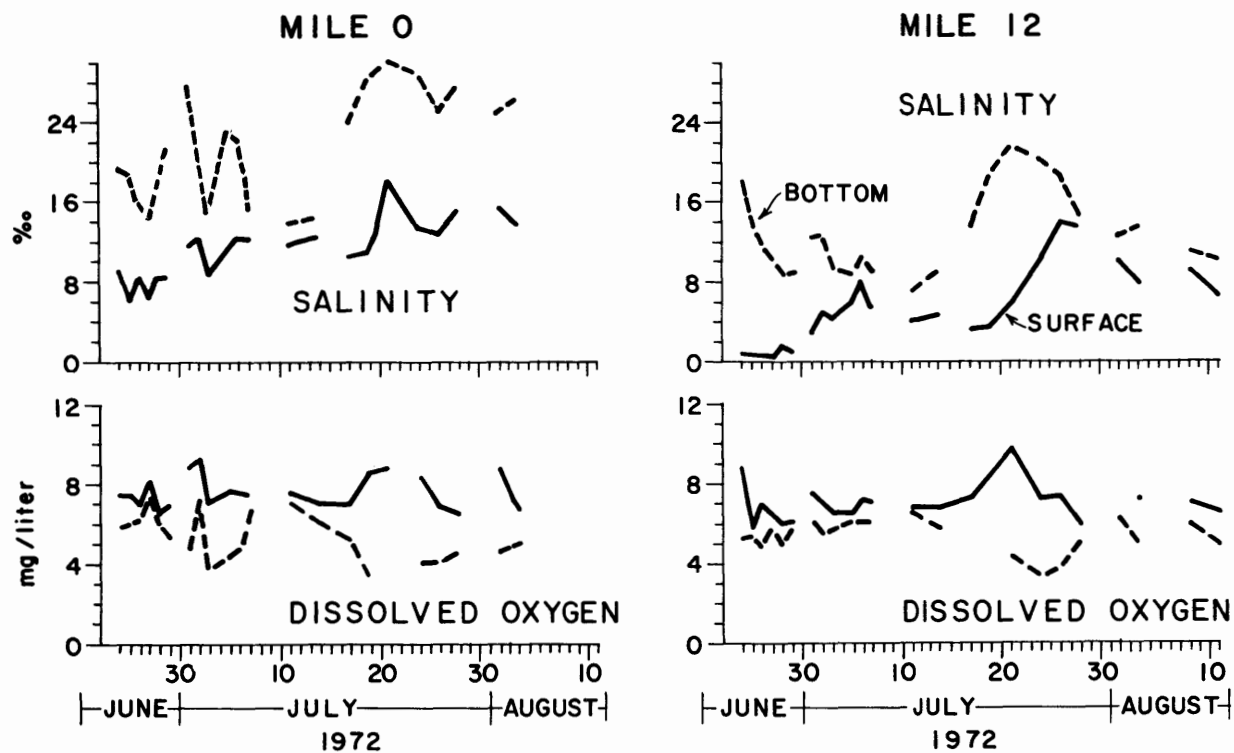 MILE 0
24
16
8
0
‰
SALINITY
12
8
4
0
mg/liter
DISSOLVED OXYGEN
30
10
20
30
10
JUNE
JULY
AUGUST
1972
MILE 12
24
16
8
0
SALINITY
BOTTOM
SURFACE
12
8
4
0
DISSOLVED OXYGEN
30
10
20
30
10
JUNE
JULY
AUGUST
1972